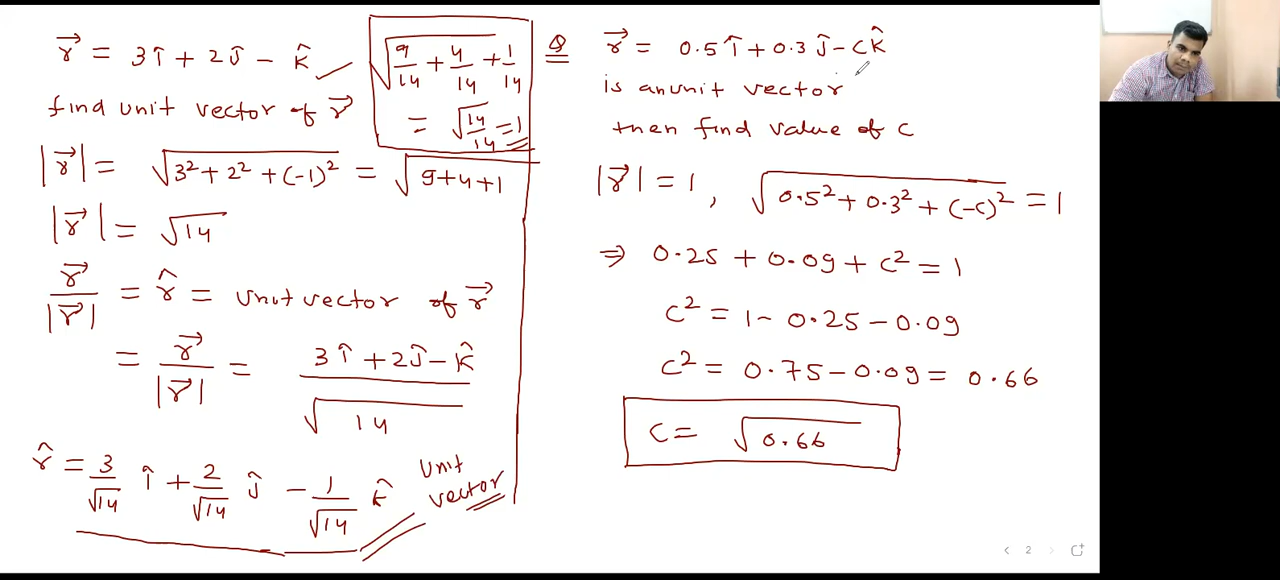 r⃗ = 3î + 2ĵ − k̂
find unit vector of r⃗
|r⃗| = √(3² + 2² + (−1)²) = √(9+4+1)
|r⃗| = √14
r⃗/|r⃗| = r̂ = unit vector of r⃗
= r⃗/|r⃗| = (3î + 2ĵ − k̂)/√14
r̂ = 3/√14 î + 2/√14 ĵ − 1/√14 k̂
unit
vector
√(9/14 + 4/14 + 1/14)
= √(14/14) = 1
Q r⃗ = 0.5î + 0.3ĵ − ck̂
is an unit vector
then find value of c
|r⃗| = 1, √(0.5² + 0.3² + (−c)²) = 1
⇒ 0.25 + 0.09 + c² = 1
c² = 1 − 0.25 − 0.09
c² = 0.75 − 0.09 = 0.66
c = √0.66
2